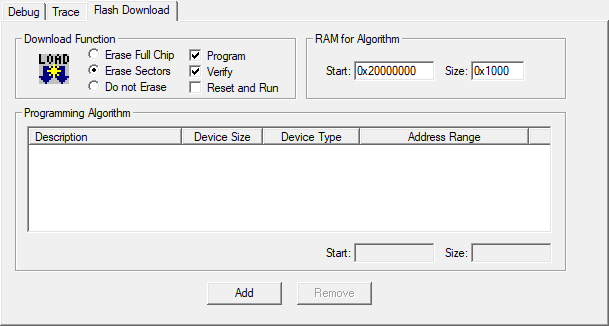 Debug Trace Flash Download
Download Function
LOAD
Erase Full Chip
Erase Sectors
Do not Erase
Program
Verify
Reset and Run
RAM for Algorithm
Start: 0x20000000 Size: 0x1000
Programming Algorithm
Description Device Size Device Type Address Range
Start: Size:
Add Remove